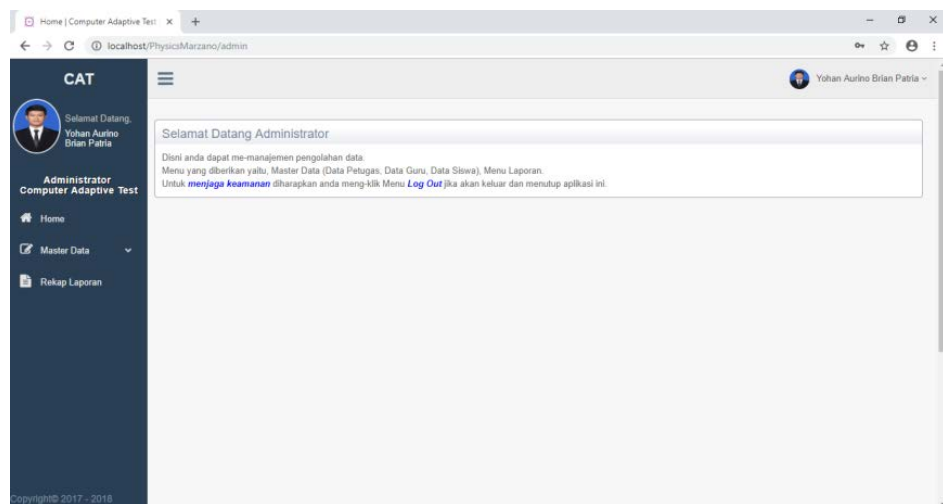 Home | Computer Adaptive Test
localhost/PhysicsMarzano/admin
CAT
Yohan Aurino Brian Patria
Selamat Datang,
Yohan Aurino
Brian Patria
Administrator
Computer Adaptive Test
Home
Master Data
Rekap Laporan
Selamat Datang Administrator
Disni anda dapat me-manajemen pengolahan data.
Menu yang diberikan yaitu, Master Data (Data Petugas, Data Guru, Data Siswa), Menu Laporan.
Untuk menjaga keamanan diharapkan anda meng-klik Menu Log Out jika akan keluar dan menutup aplikasi ini.
Copyright© 2017 - 2018